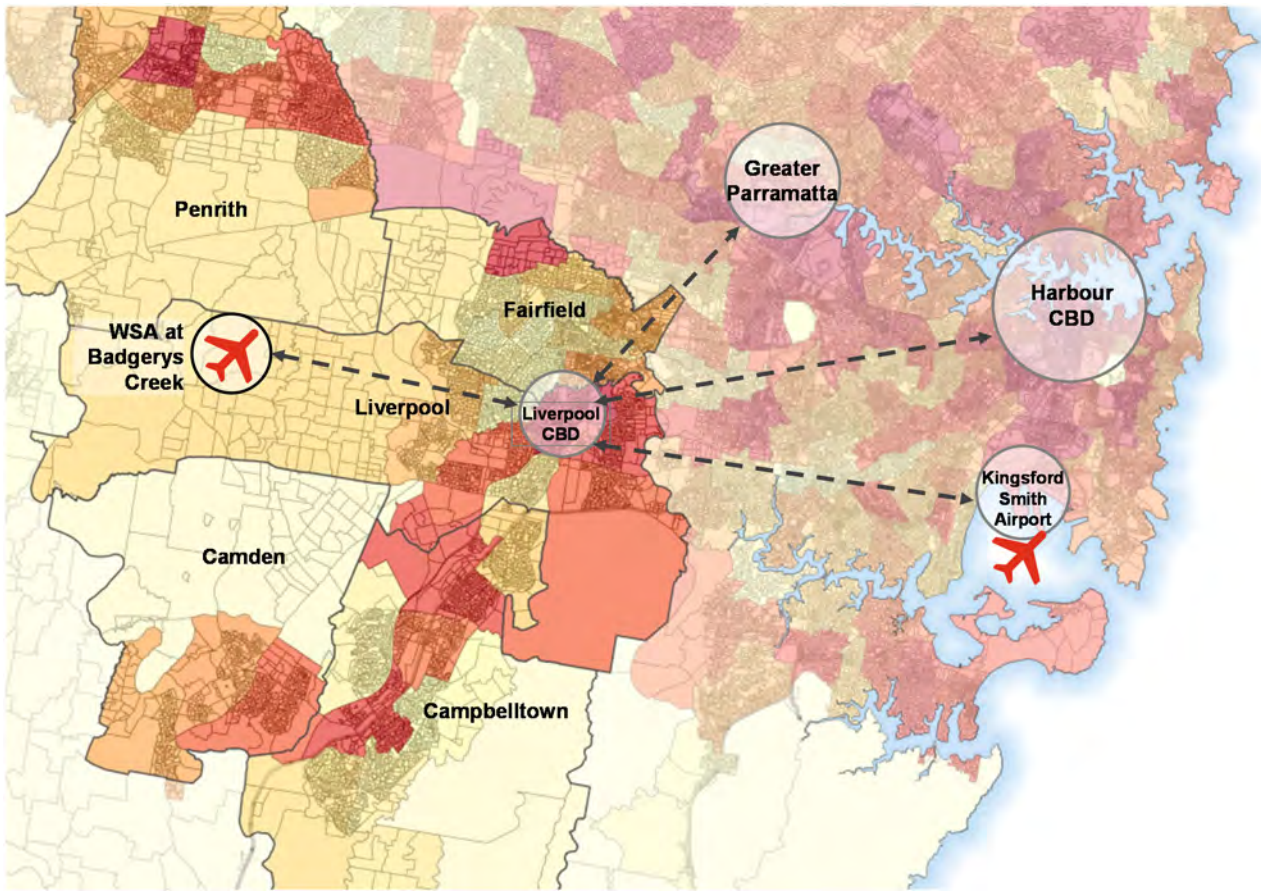 Greater
Parramatta
Penrith
Harbour
CBD
Fairfield
WSA at
Badgerys
Creek
Liverpool
Liverpool
CBD
Kingsford
Smith
Airport
Camden
Campbelltown